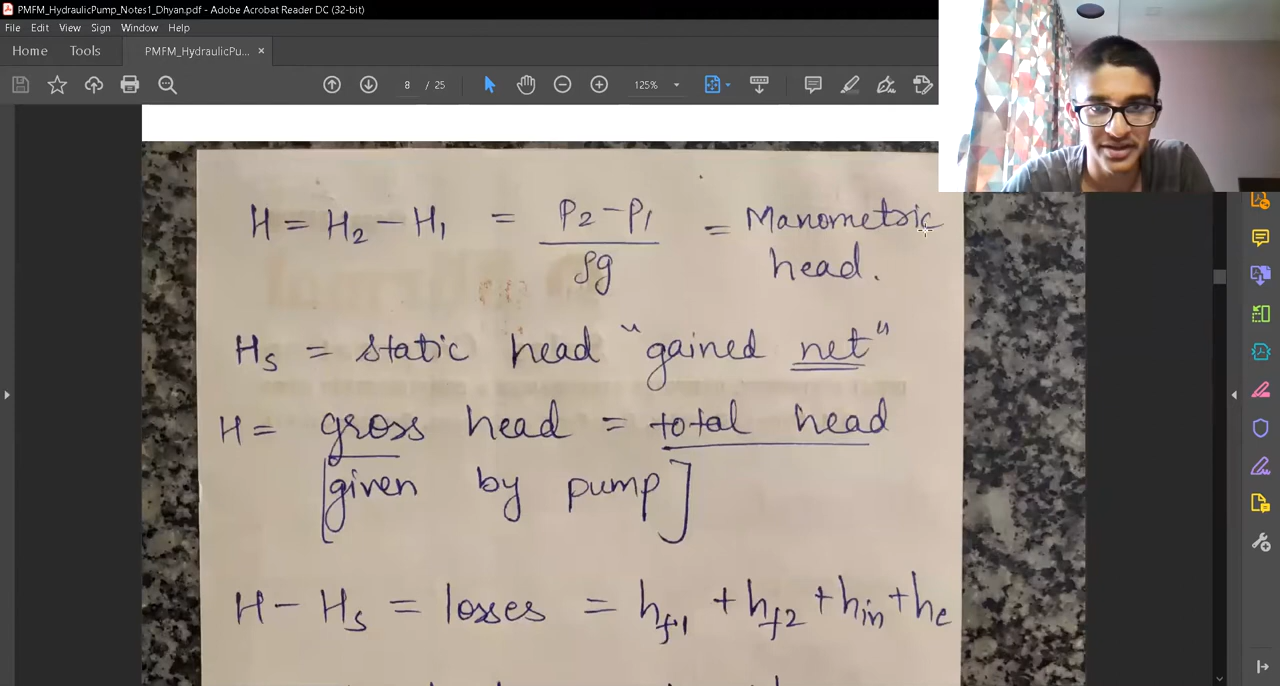 PMFM_HydraulicPump_Notes1_Dhyan.pdf - Adobe Acrobat Reader DC (32-bit)
File Edit View Sign Window Help
Home Tools PMFM_HydraulicPu... ×
8 / 25 125%
H = H₂ - H₁ = P₂-P₁ / ρg = Manometric head.
Hs = static head "gained net"
H = gross head = total head
[given by pump]
H - Hs = losses = hf1 + hf2 + hin + he